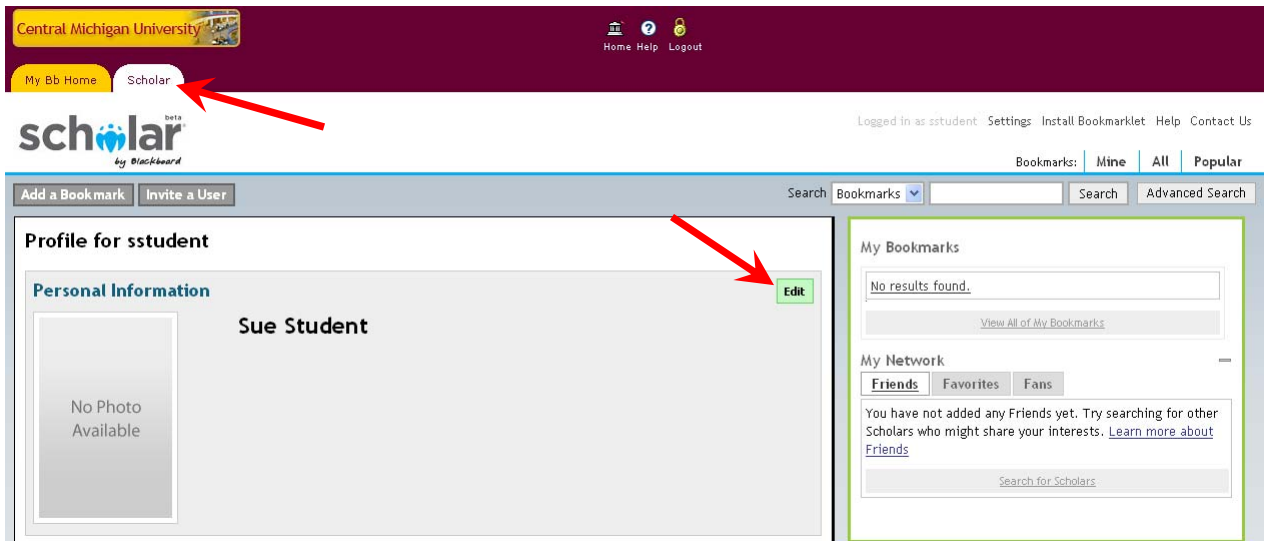 Central Michigan University
Home Help Logout
My Bb Home Scholar
scholar beta
by Blackboard
Logged in as sstudent Settings Install Bookmarklet Help Contact Us
Bookmarks: Mine All Popular
Add a Bookmark Invite a User
Search Bookmarks Search Advanced Search
Profile for sstudent
Personal Information
Edit
Sue Student
No Photo
Available
My Bookmarks
No results found.
View All of My Bookmarks
My Network
Friends Favorites Fans
You have not added any Friends yet. Try searching for other
Scholars who might share your interests. Learn more about
Friends
Search for Scholars